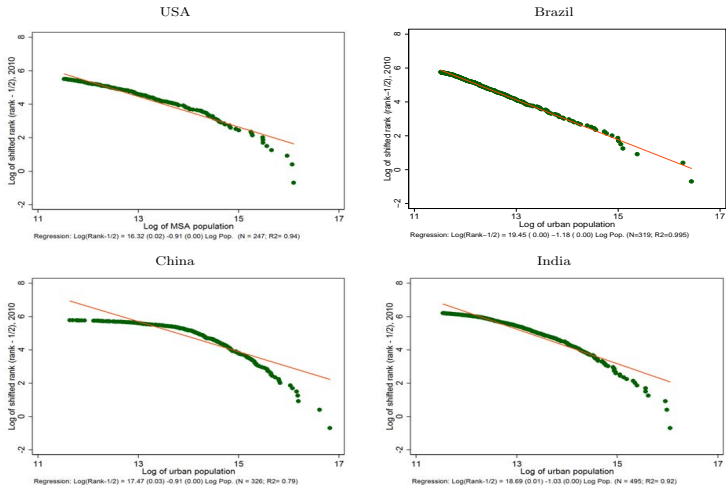 USA
Log of shifted rank (rank - 1/2), 2010
8
6
4
2
0
-2
11 13 15 17
Log of MSA population
Regression: Log(Rank-1/2) = 16.32 (0.02) -0.91 (0.00) Log Pop. (N = 247; R2= 0.94)
Brazil
Log of shifted rank (rank–1/2), 2010
8
6
4
2
0
-2
11 13 15 17
Log of urban population
Regression: Log(Rank–1/2) = 19.45 ( 0.00) –1.18 ( 0.00) Log Pop. (N=319; R2=0.995)
China
Log of shifted rank (rank - 1/2), 2010
8
6
4
2
0
-2
11 13 15 17
Log of urban population
Regression: Log(Rank-1/2) = 17.47 (0.03) -0.91 (0.00) Log Pop. (N = 326; R2= 0.79)
India
Log of shifted rank (rank - 1/2), 2010
8
6
4
2
0
-2
11 13 15 17
Log of urban population
Regression: Log(Rank-1/2) = 18.69 (0.01) -1.03 (0.00) Log Pop. (N = 495; R2= 0.92)